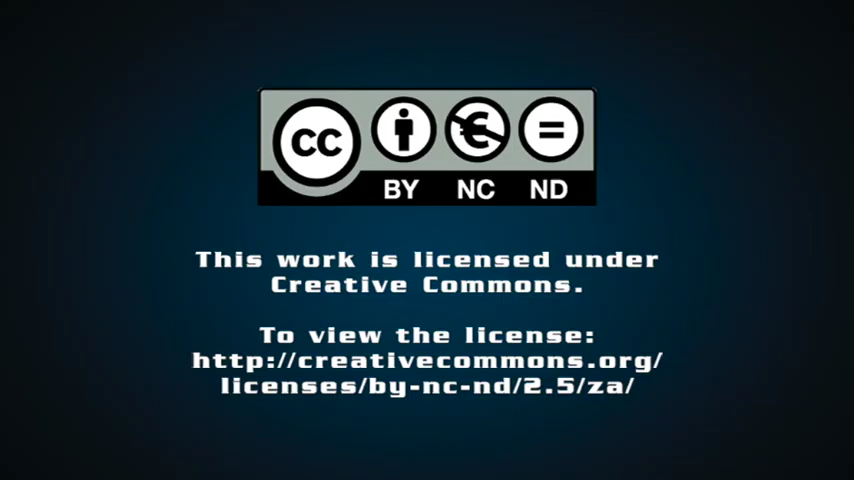 CC
BY NC ND
This work is licensed under
Creative Commons.
To view the license:
http://creativecommons.org/
licenses/by-nc-nd/2.5/za/